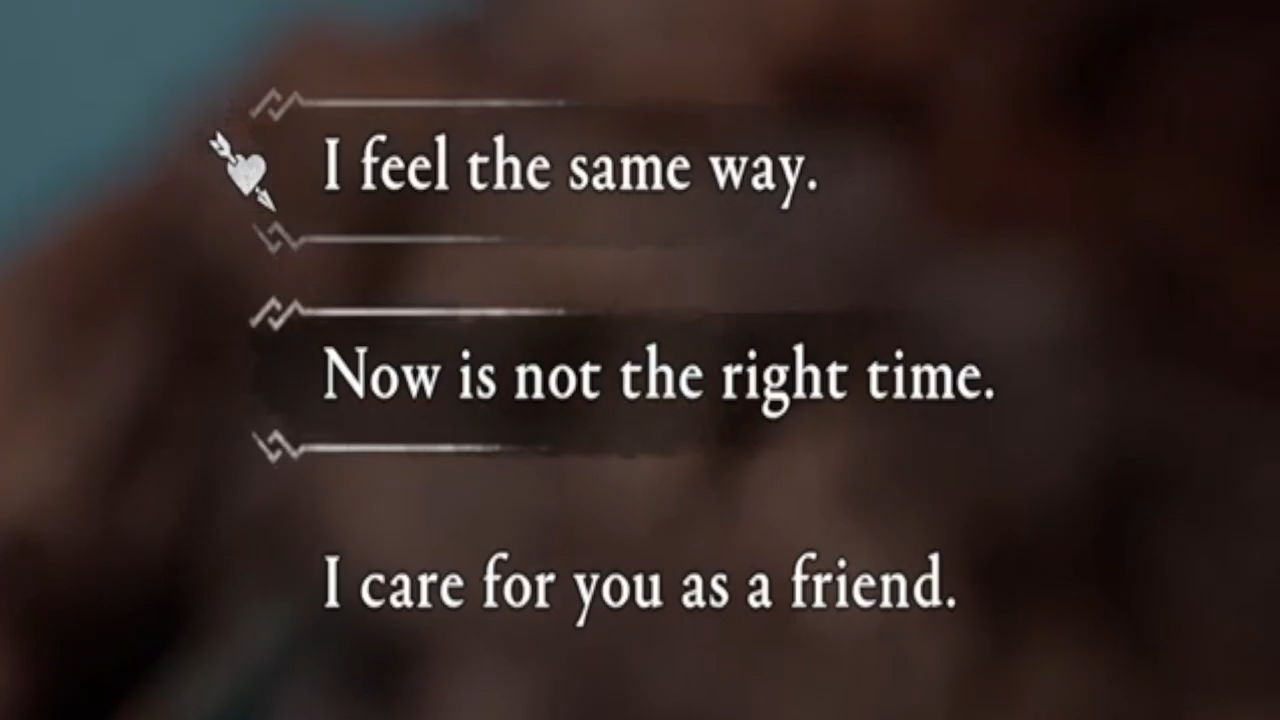 I feel the same way.
Now is not the right time.
I care for you as a friend.